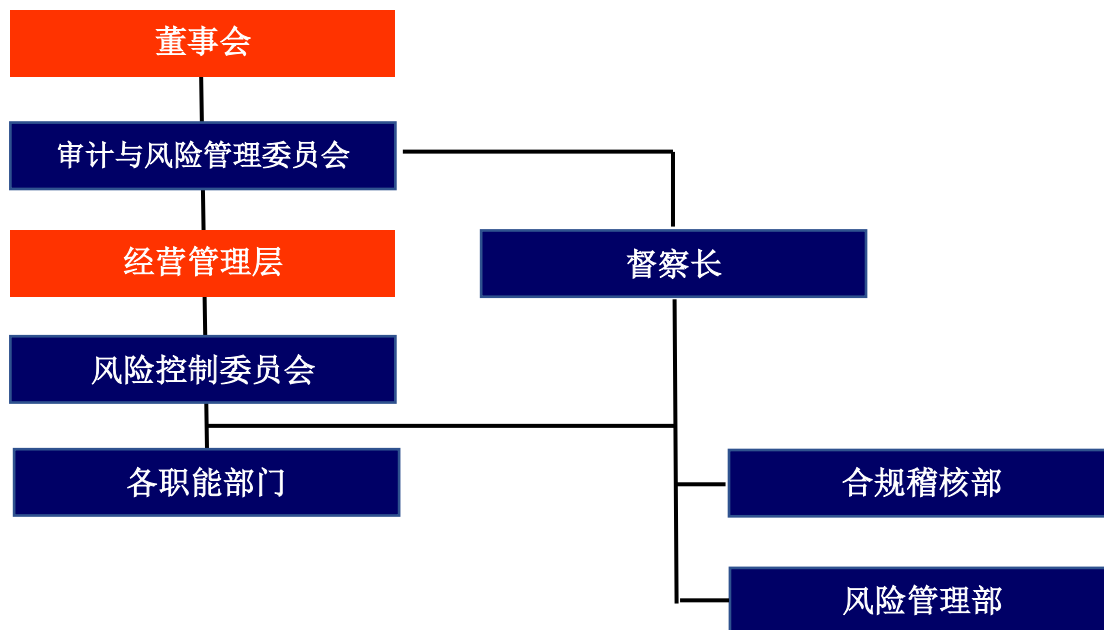 董事会
审计与风险管理委员会
经营管理层
督察长
风险控制委员会
各职能部门
合规稽核部
风险管理部